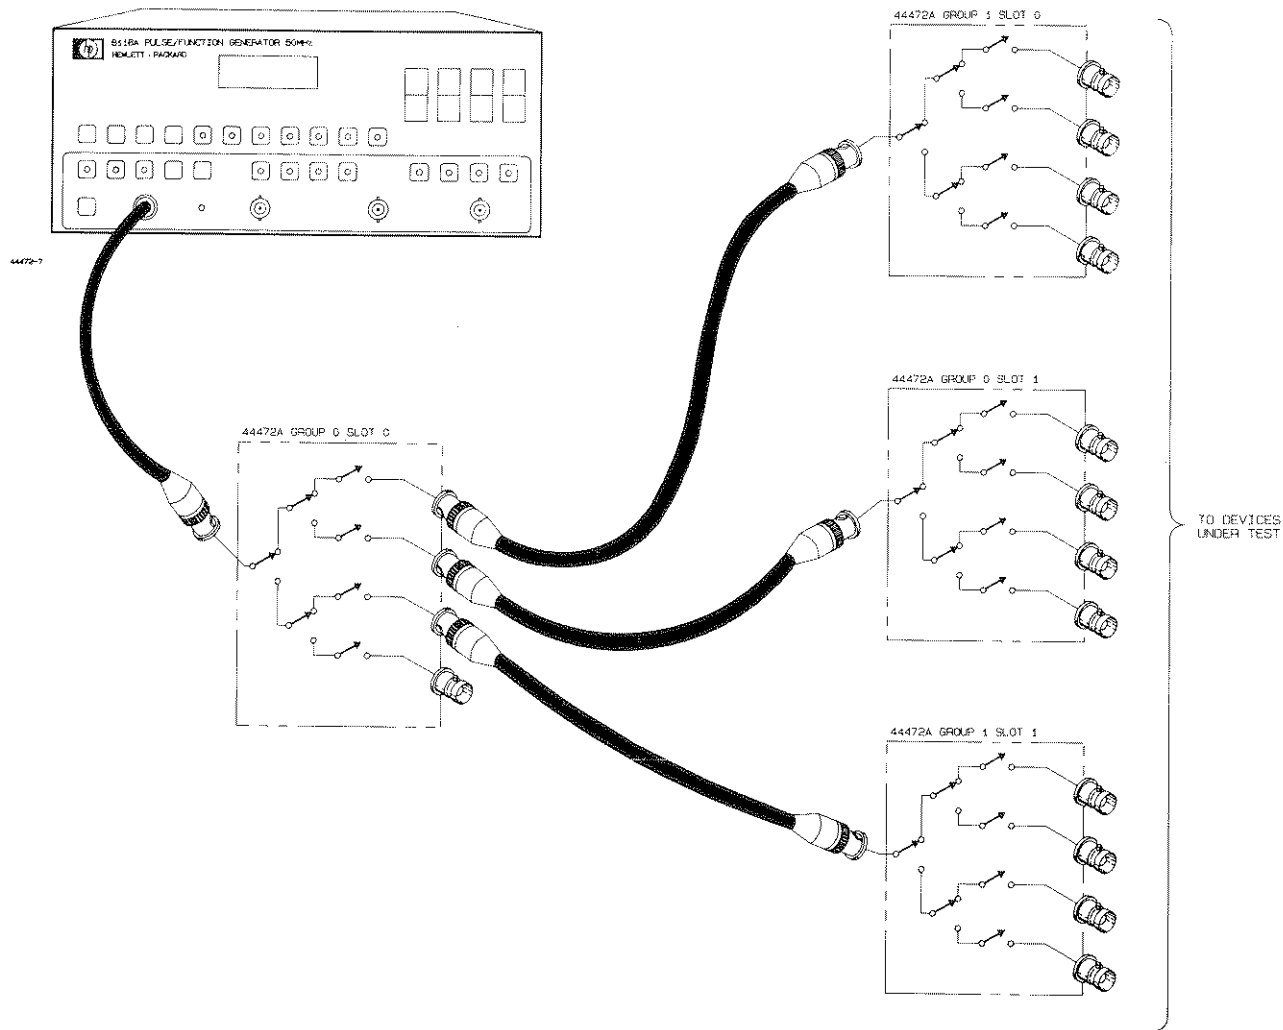 44472A GROUP 1 SLOT 0
hp
8116A PULSE/FUNCTION GENERATOR 50MHz
HEWLETT · PACKARD
44472-7
44472A GROUP 0 SLOT 1
44472A GROUP 0 SLOT 0
TO DEVICES
UNDER TEST
44472A GROUP 1 SLOT 1